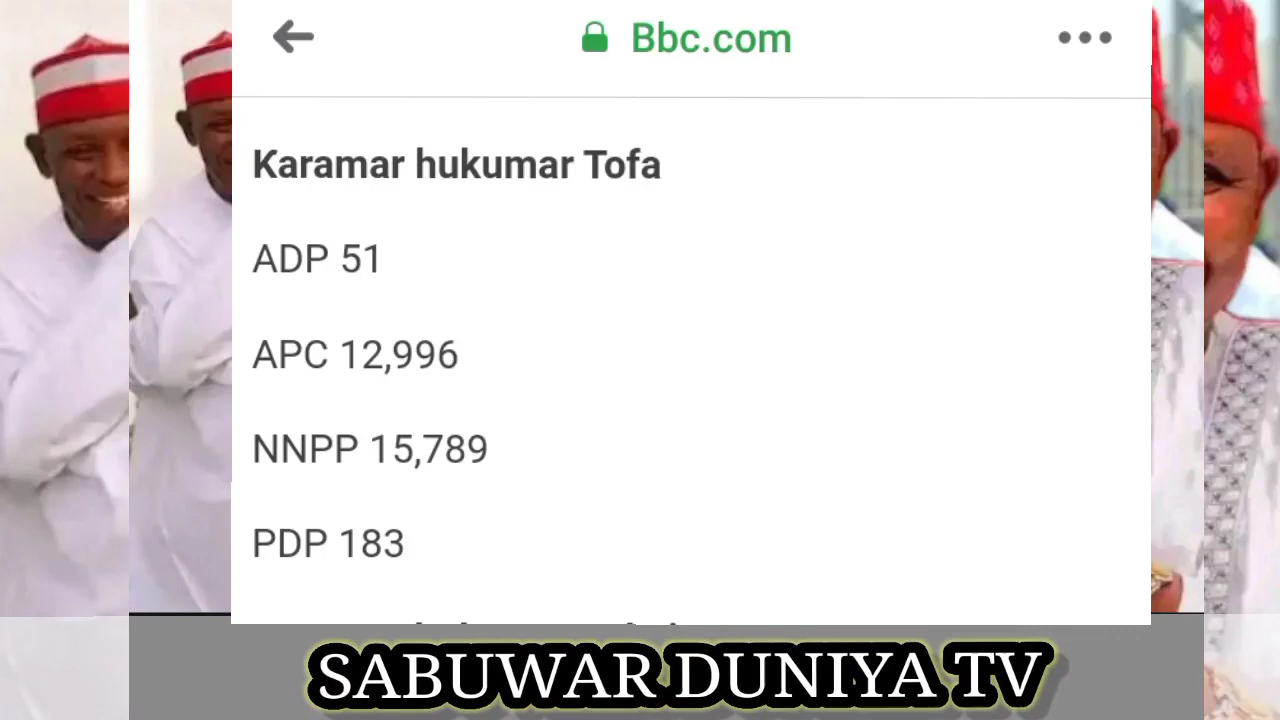 Bbc.com
Karamar hukumar Tofa
ADP 51
APC 12,996
NNPP 15,789
PDP 183
SABUWAR DUNIYA TV